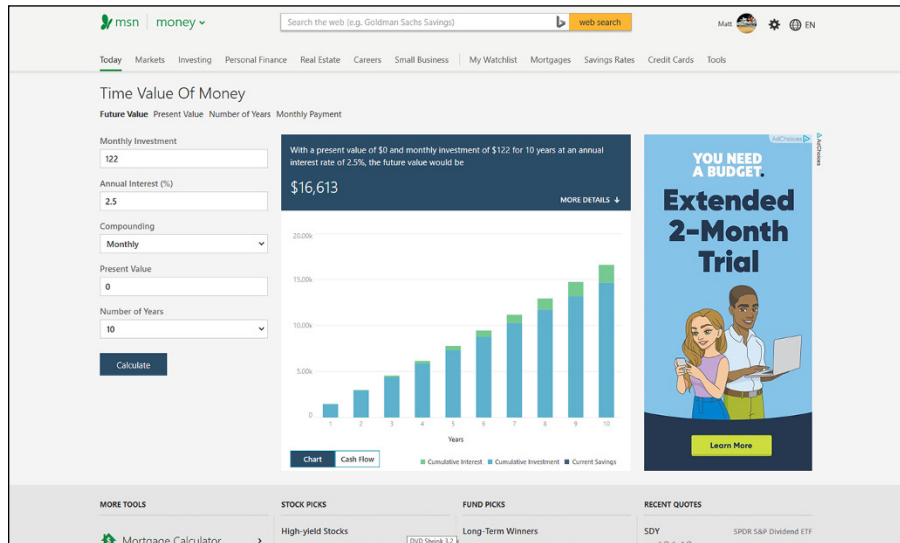 msn money
Search the web (e.g. Goldman Sachs Savings)
web search
Matt
EN
Today Markets Investing Personal Finance Real Estate Careers Small Business My Watchlist Mortgages Savings Rates Credit Cards Tools
Time Value Of Money
Future Value Present Value Number of Years Monthly Payment
Monthly Investment
122
Annual Interest (%)
2.5
Compounding
Monthly
Present Value
0
Number of Years
10
Calculate
With a present value of $0 and monthly investment of $122 for 10 years at an annual
interest rate of 2.5%, the future value would be
$16,613
MORE DETAILS
20.00k
15.00k
10.00k
5.00k
0
1 2 3 4 5 6 7 8 9 10
Years
Chart Cash Flow
Cumulative Interest Cumulative Investment Current Savings
AdChoices
AdChoices
YOU NEED
A BUDGET.
Extended
2-Month
Trial
Learn More
MORE TOOLS
Mortgage Calculator
STOCK PICKS
High-yield Stocks
DVD Shrink 3.2
FUND PICKS
Long-Term Winners
RECENT QUOTES
SDY SPDR S&P Dividend ETF